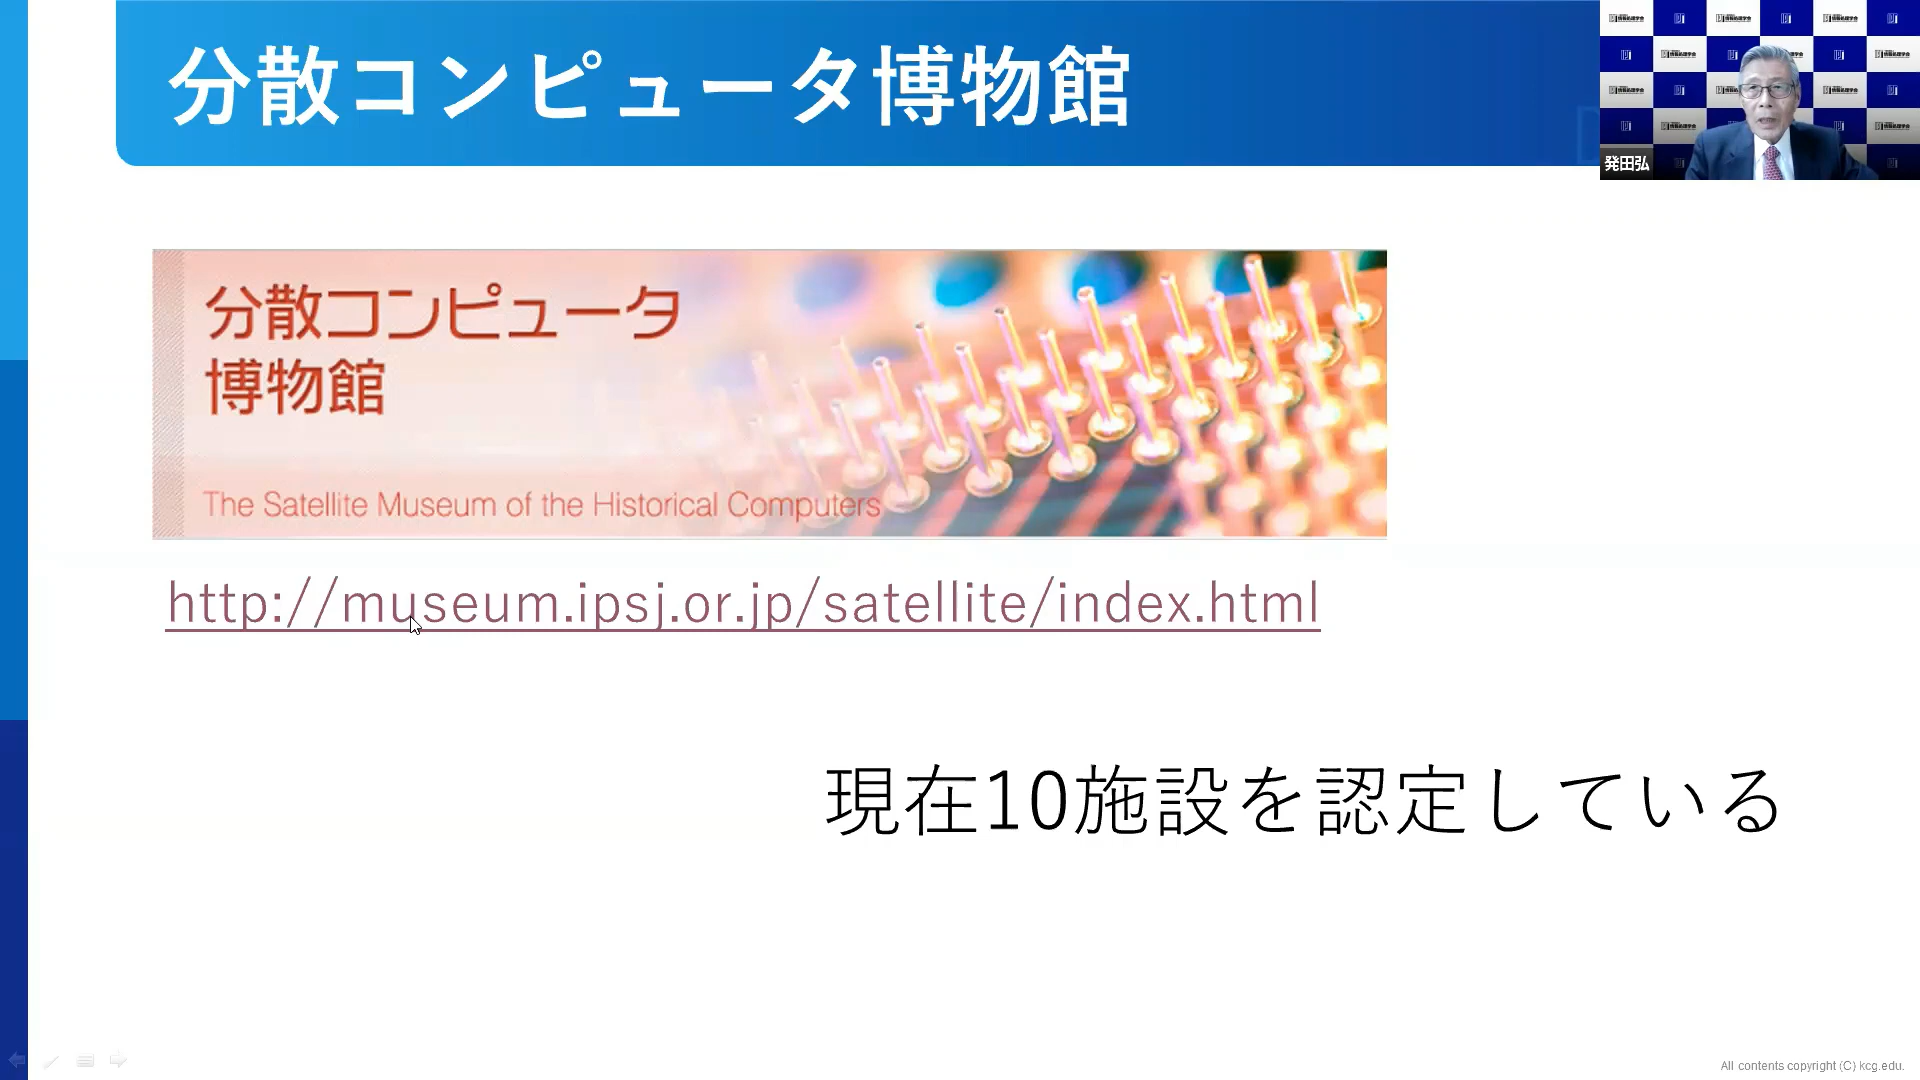 分散コンピュータ博物館
発田弘
分散コンピュータ
博物館
The Satellite Museum of the Historical Computers
http://museum.ipsj.or.jp/satellite/index.html
現在10施設を認定している
All contents copyright (C) kcg.edu.